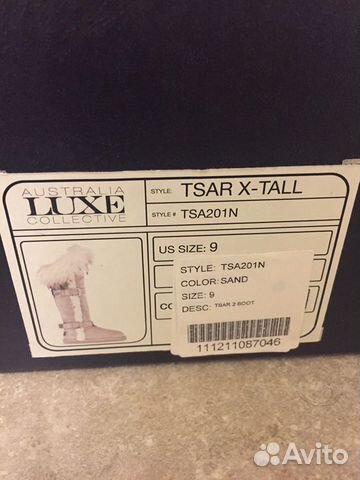 AUSTRALIA
LUXE
COLLECTIVE
STYLE: TSAR X-TALL
STYLE # TSA201N
US SIZE: 9
CO
STYLE: TSA201N
COLOR: SAND
SIZE: 9
DESC: TSAR 2 BOOT
111211087046
Avito